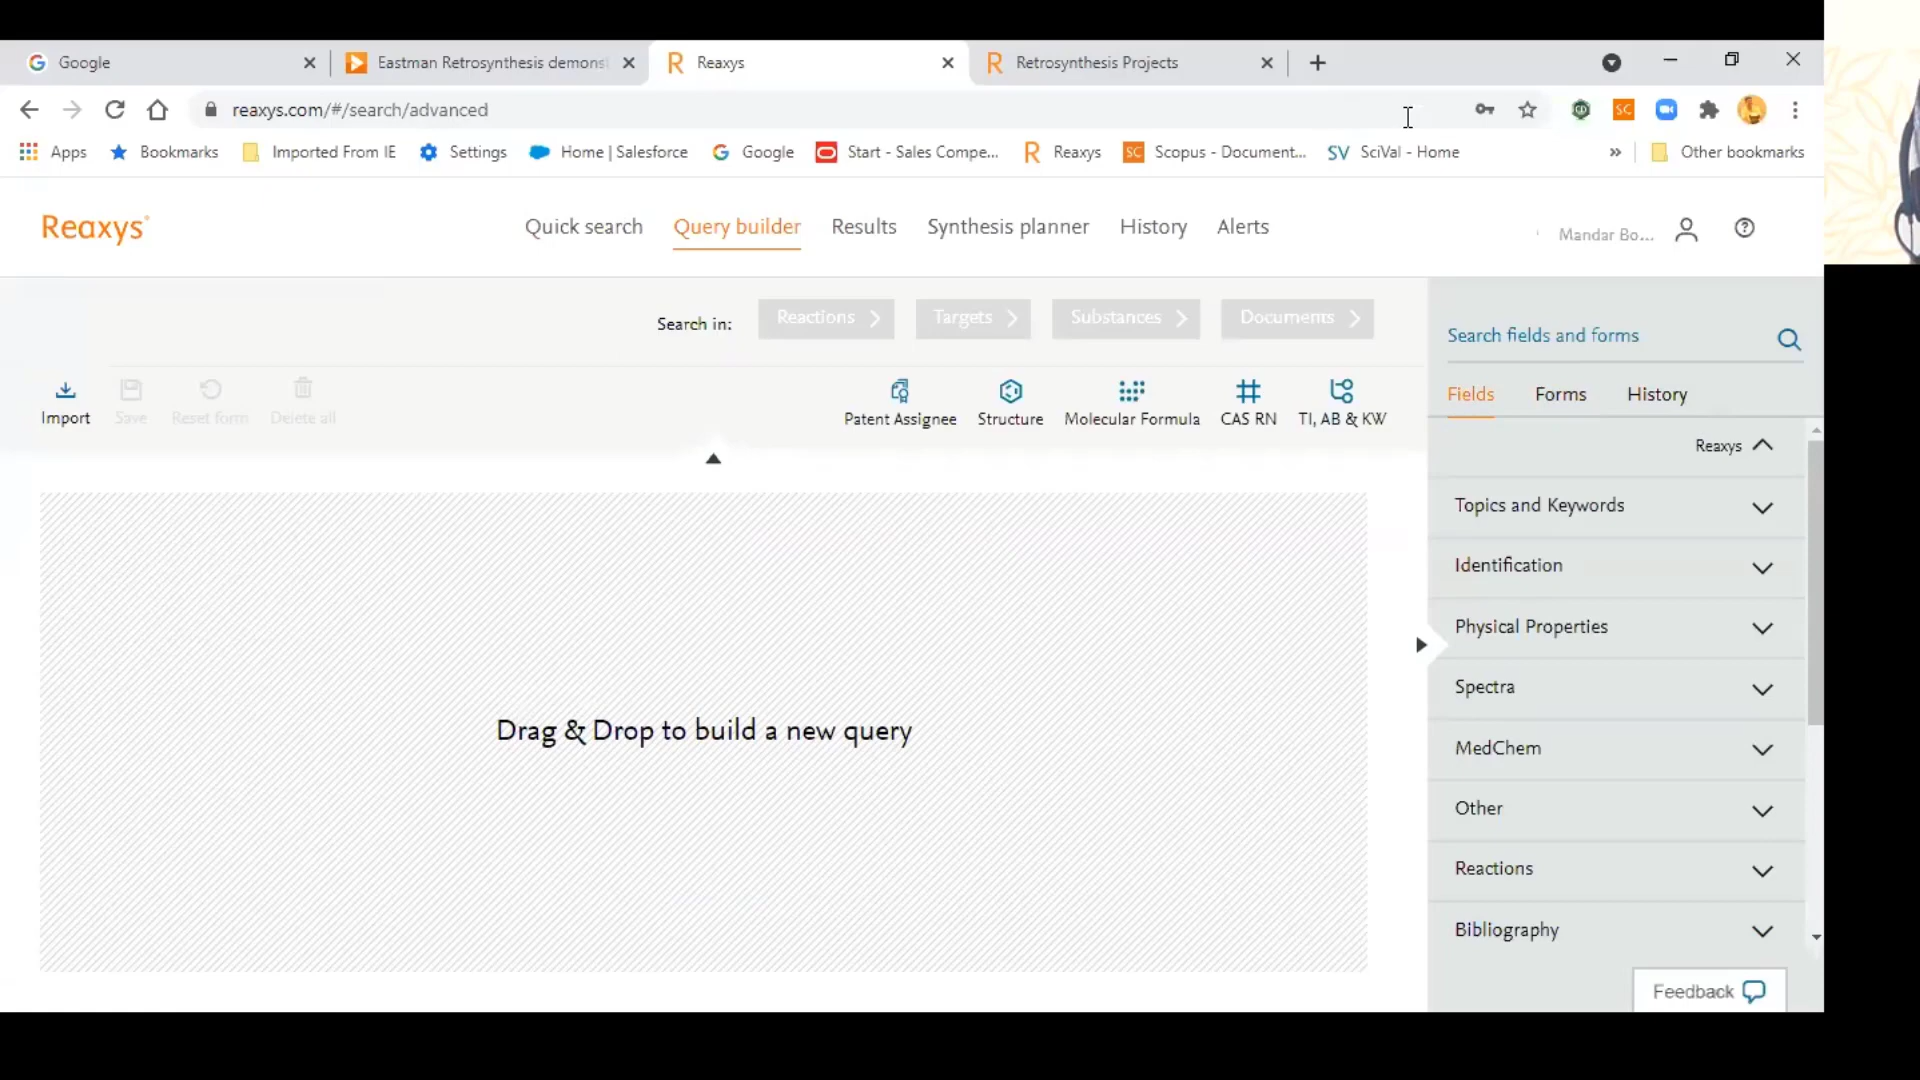 Google
Eastman Retrosynthesis demons
Reaxys
Retrosynthesis Projects
reaxys.com/#/search/advanced
SC
Apps
Bookmarks
Imported From IE
Settings
Home | Salesforce
Google
Start - Sales Compe...
Reaxys
SC
Scopus - Document...
SV
SciVal - Home
Other bookmarks
Reaxys
Quick search
Query builder
Results
Synthesis planner
History
Alerts
Mandar Bo...
Search in:
Reactions
Targets
Substances
Documents
Import
Save
Reset form
Delete all
Patent Assignee
Structure
Molecular Formula
CAS RN
TI, AB & KW
Drag & Drop to build a new query
Search fields and forms
Fields
Forms
History
Reaxys
Topics and Keywords
Identification
Physical Properties
Spectra
MedChem
Other
Reactions
Bibliography
Feedback